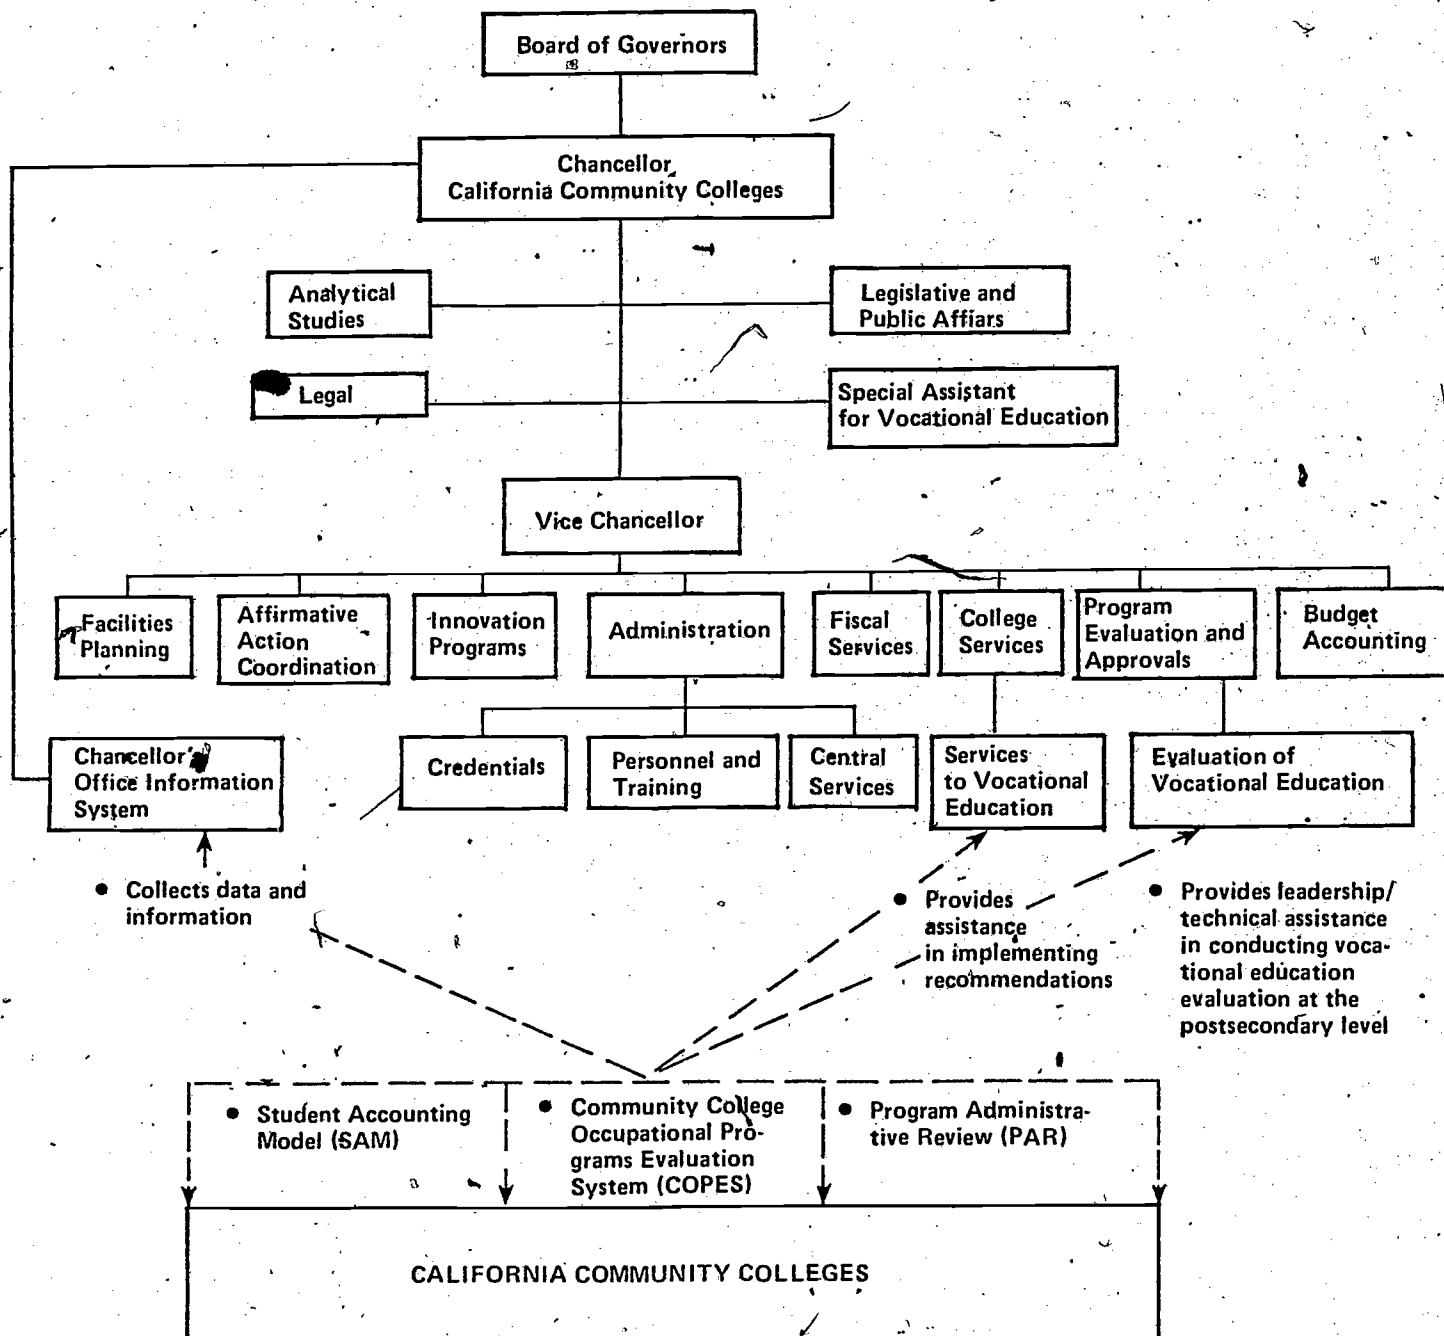 Board of Governors
Chancellor
California Community Colleges
Analytical
Studies
Legislative and
Public Affiars
Legal
Special Assistant
for Vocational Education
Vice Chancellor
Facilities
Planning
Affirmative
Action
Coordination
Innovation
Programs
Administration
Fiscal
Services
College
Services
Program
Evaluation and
Approvals
Budget
Accounting
Chancellor's
Office Information
System
Credentials
Personnel and
Training
Central
Services
Services
to Vocational
Education
Evaluation of
Vocational Education
• Collects data and
information
• Provides
assistance
in implementing
recommendations
• Provides leadership/
technical assistance
in conducting voca-
tional education
evaluation at the
postsecondary level
• Student Accounting
Model (SAM)
• Community College
Occupational Pro-
grams Evaluation
System (COPES)
• Program Administra-
tive Review (PAR)
CALIFORNIA COMMUNITY COLLEGES